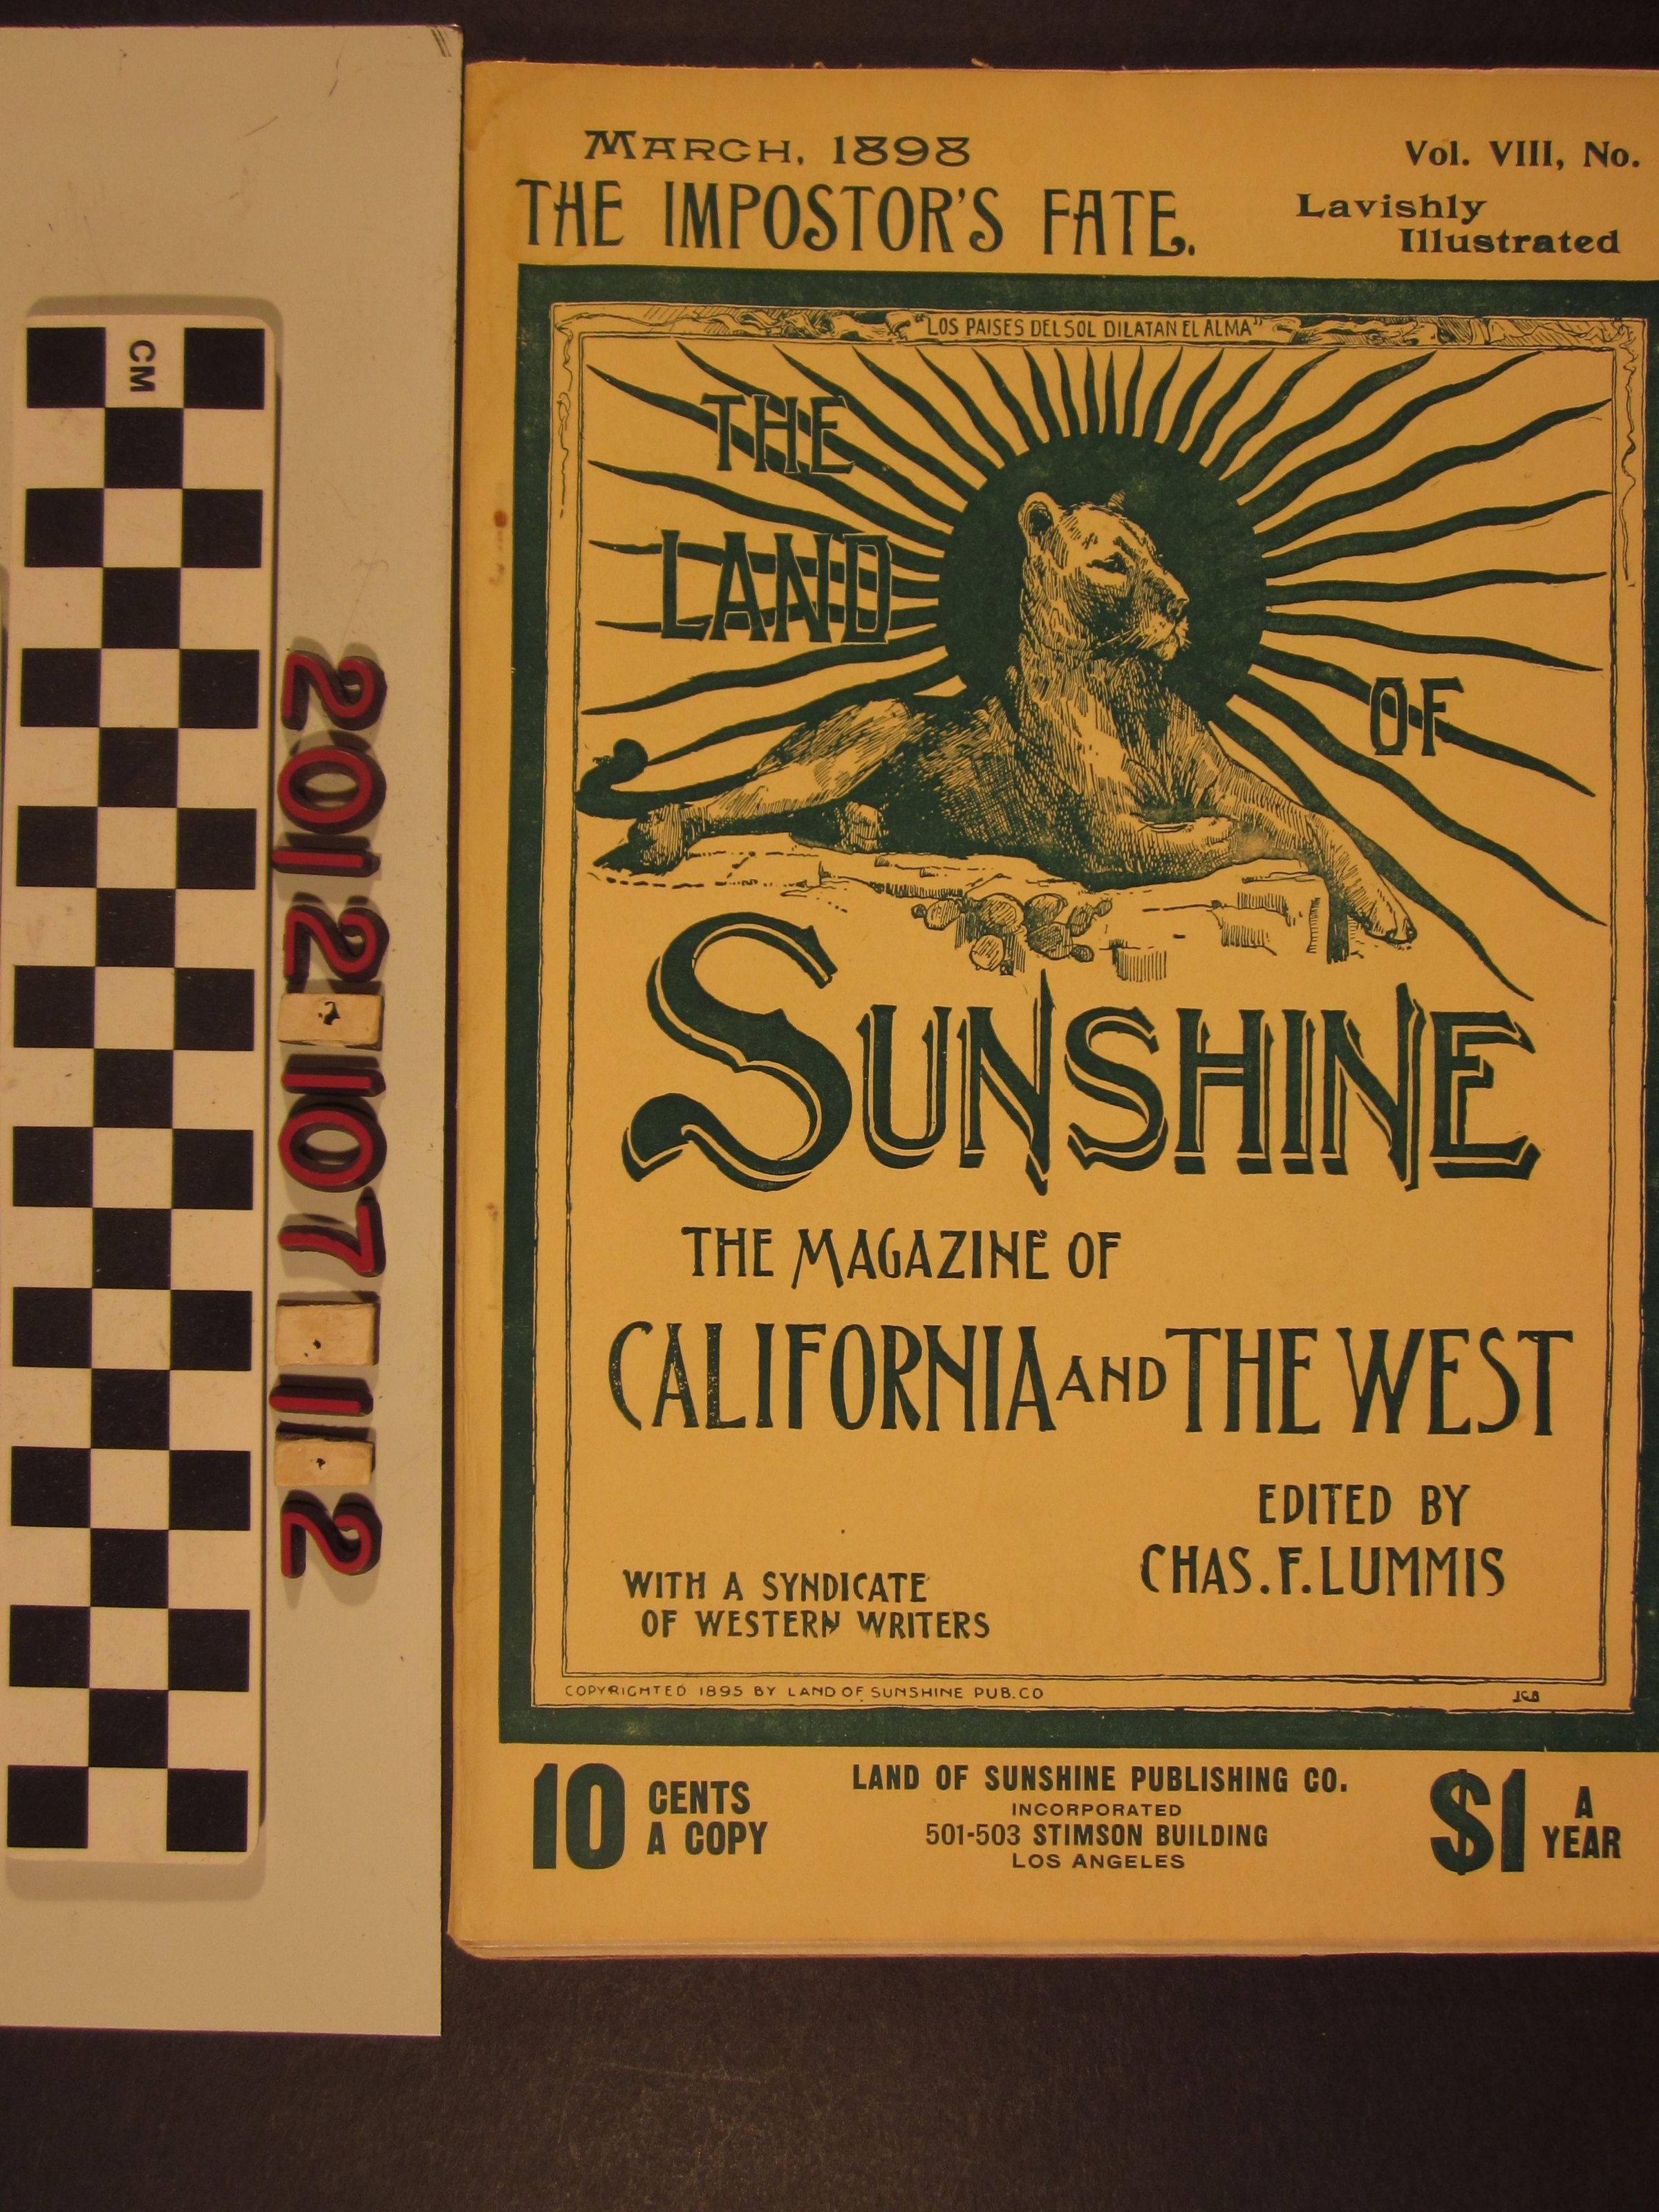 MARCH, 1898
Vol. VIII, No.
THE IMPOSTOR'S FATE.
Lavishly
Illustrated
"LOS PAISES DEL SOL DILATAN EL ALMA"
THE
LAND
OF
SUNSHINE
THE MAGAZINE OF
CALIFORNIA AND THE WEST
EDITED BY
CHAS. F. LUMMIS
WITH A SYNDICATE
OF WESTERN WRITERS
COPYRIGHTED 1895 BY LAND OF SUNSHINE PUB. CO
JCB
10 CENTS
A COPY
LAND OF SUNSHINE PUBLISHING CO.
INCORPORATED
501-503 STIMSON BUILDING
LOS ANGELES
$1 A
YEAR
CM
2012 107 1 2